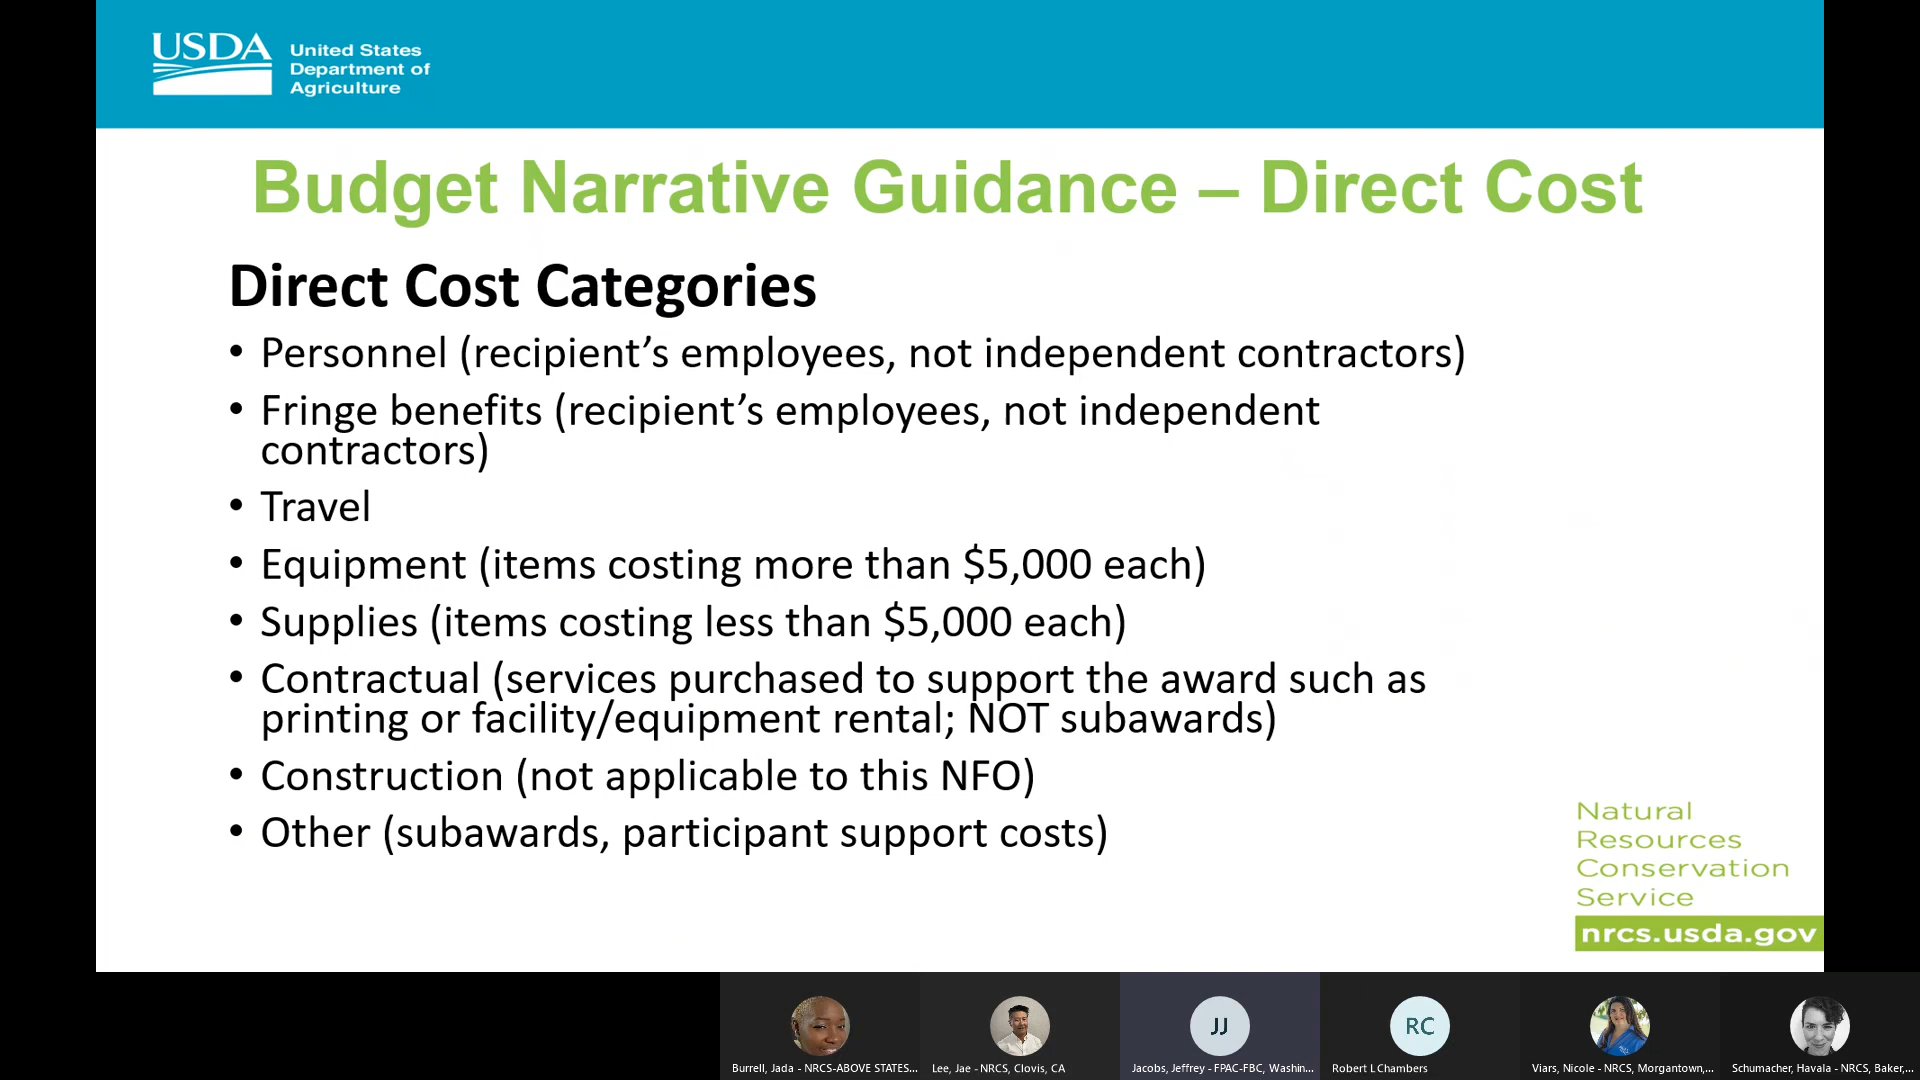 USDA
United States
Department of
Agriculture
Budget Narrative Guidance – Direct Cost
Direct Cost Categories
• Personnel (recipient’s employees, not independent contractors)
• Fringe benefits (recipient’s employees, not independent
contractors)
• Travel
• Equipment (items costing more than $5,000 each)
• Supplies (items costing less than $5,000 each)
• Contractual (services purchased to support the award such as
printing or facility/equipment rental; NOT subawards)
• Construction (not applicable to this NFO)
• Other (subawards, participant support costs)
Natural
Resources
Conservation
Service
nrcs.usda.gov
JJ
RC
Burrell, Jada - NRCS-ABOVE STATES...
Lee, Jae - NRCS, Clovis, CA
Jacobs, Jeffrey - FPAC-FBC, Washin...
Robert L Chambers
Viars, Nicole - NRCS, Morgantown,...
Schumacher, Havala - NRCS, Baker,...